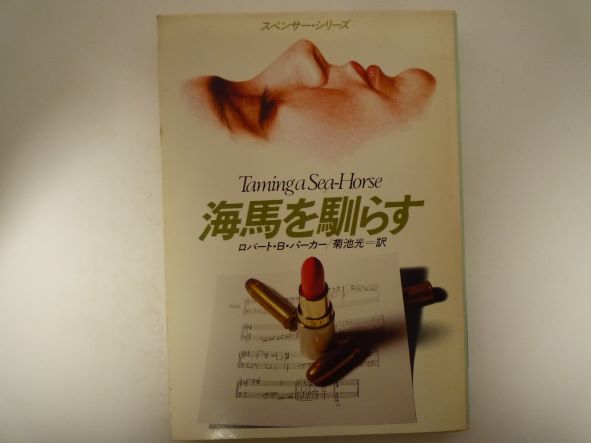 スペンサー・シリーズ
Taming a Sea-Horse
海馬を馴らす
ロバート・B・パーカー/菊池光=訳